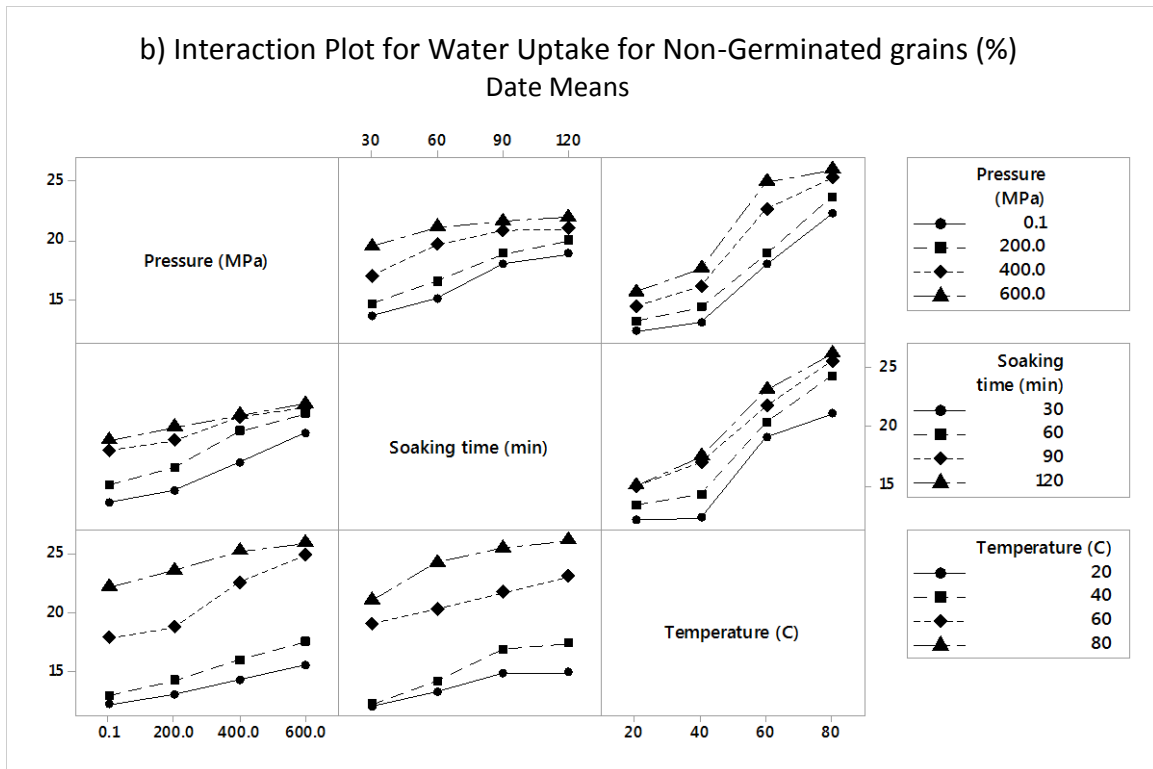 b) Interaction Plot for Water Uptake for Non-Germinated grains (%)
Date Means
30 60 90 120
25
20
15
Pressure (MPa)
Pressure
(MPa)
0.1
200.0
400.0
600.0
Soaking time (min)
25
20
15
Soaking
time (min)
30
60
90
120
25
20
15
Temperature (C)
Temperature (C)
20
40
60
80
0.1 200.0 400.0 600.0
20 40 60 80